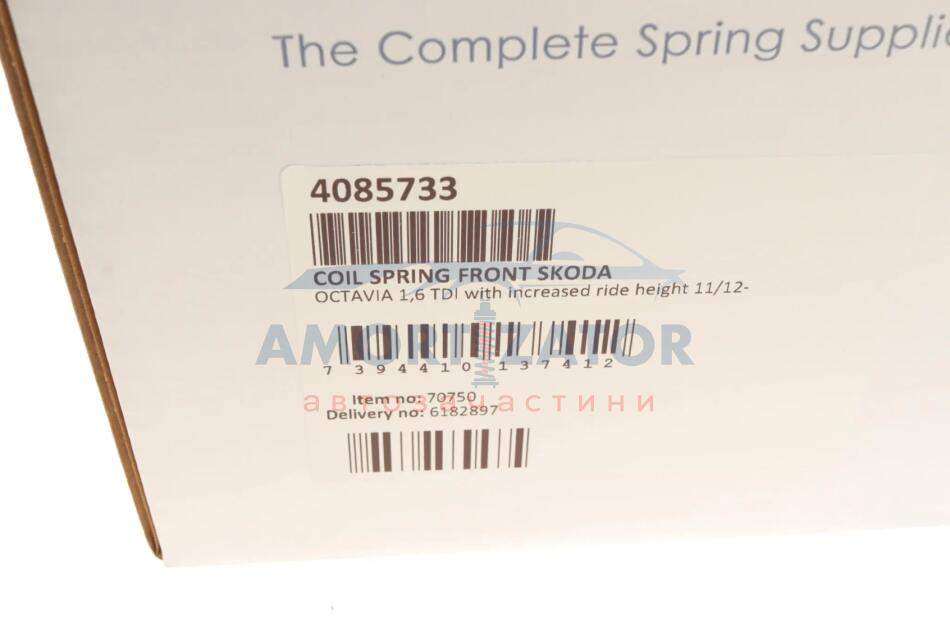 The Complete Spring
4085733
COIL SPRING FRONT SKODA
OCTAVIA 1,6 TDI with increased ride height 11/12-
AMORTIZATOR
7 394410 137412
Item no: 70750
автозапчастини
Delivery no: 6182897